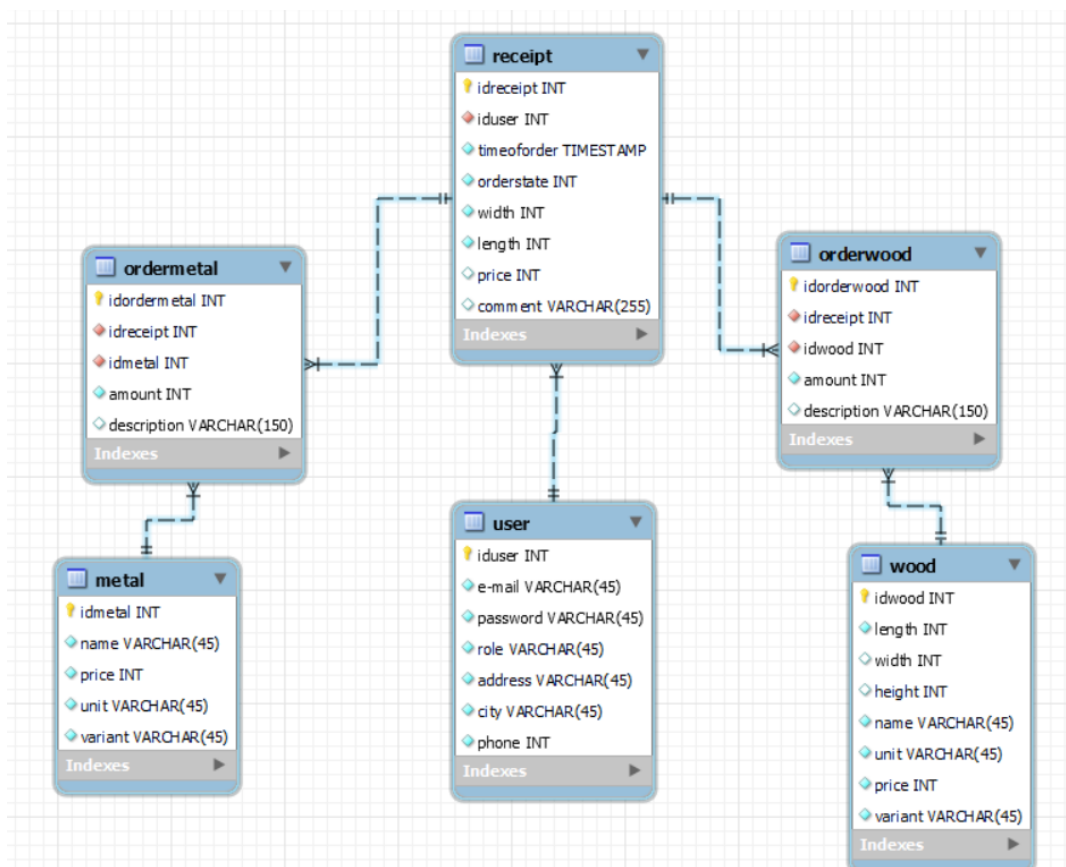 receipt
idreceipt INT
iduser INT
timeoforder TIMESTAMP
orderstate INT
width INT
length INT
price INT
comment VARCHAR(255)
Indexes
ordermetal
idordermetal INT
idreceipt INT
idmetal INT
amount INT
description VARCHAR(150)
Indexes
orderwood
idorderwood INT
idreceipt INT
idwood INT
amount INT
description VARCHAR(150)
Indexes
metal
idmetal INT
name VARCHAR(45)
price INT
unit VARCHAR(45)
variant VARCHAR(45)
Indexes
user
iduser INT
e-mail VARCHAR(45)
password VARCHAR(45)
role VARCHAR(45)
address VARCHAR(45)
city VARCHAR(45)
phone INT
Indexes
wood
idwood INT
length INT
width INT
height INT
name VARCHAR(45)
unit VARCHAR(45)
price INT
variant VARCHAR(45)
Indexes